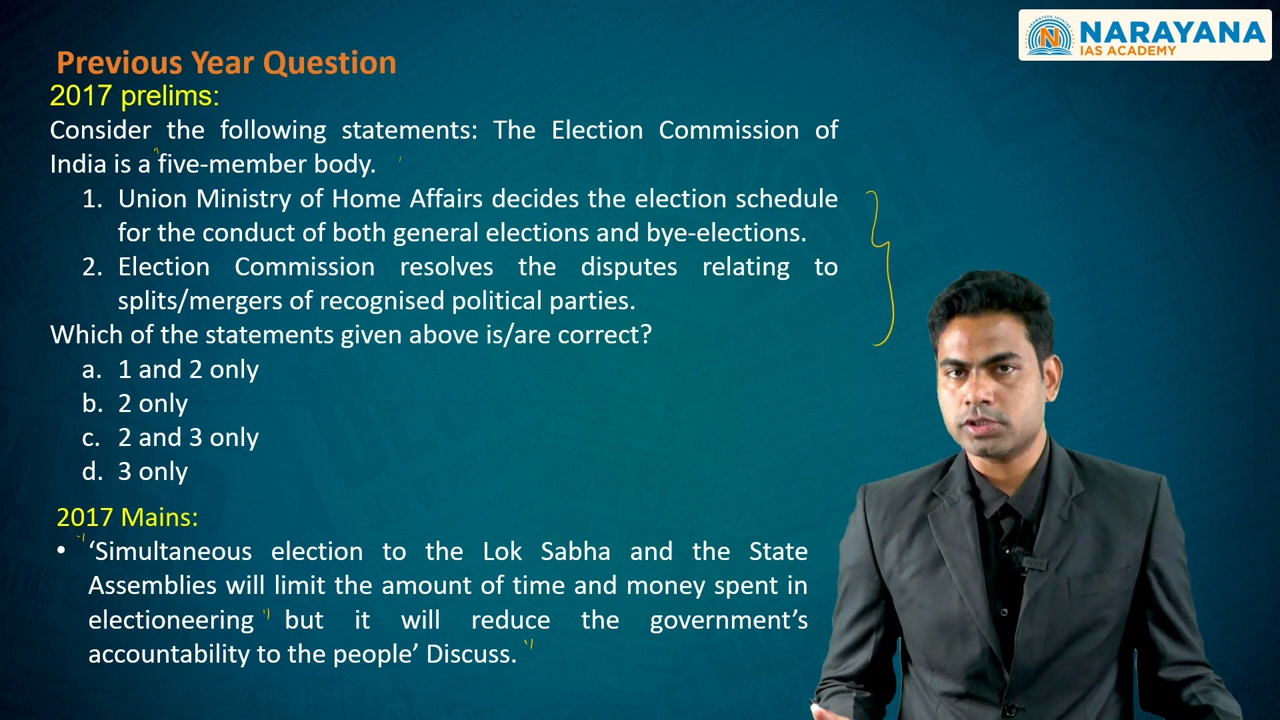 NARAYANA
IAS ACADEMY
Previous Year Question
2017 prelims:
Consider the following statements: The Election Commission of
India is a five-member body.
1. Union Ministry of Home Affairs decides the election schedule
for the conduct of both general elections and bye-elections.
2. Election Commission resolves the disputes relating to
splits/mergers of recognised political parties.
Which of the statements given above is/are correct?
a. 1 and 2 only
b. 2 only
c. 2 and 3 only
d. 3 only
2017 Mains:
• ‘Simultaneous election to the Lok Sabha and the State
Assemblies will limit the amount of time and money spent in
electioneering but it will reduce the government’s
accountability to the people’ Discuss.